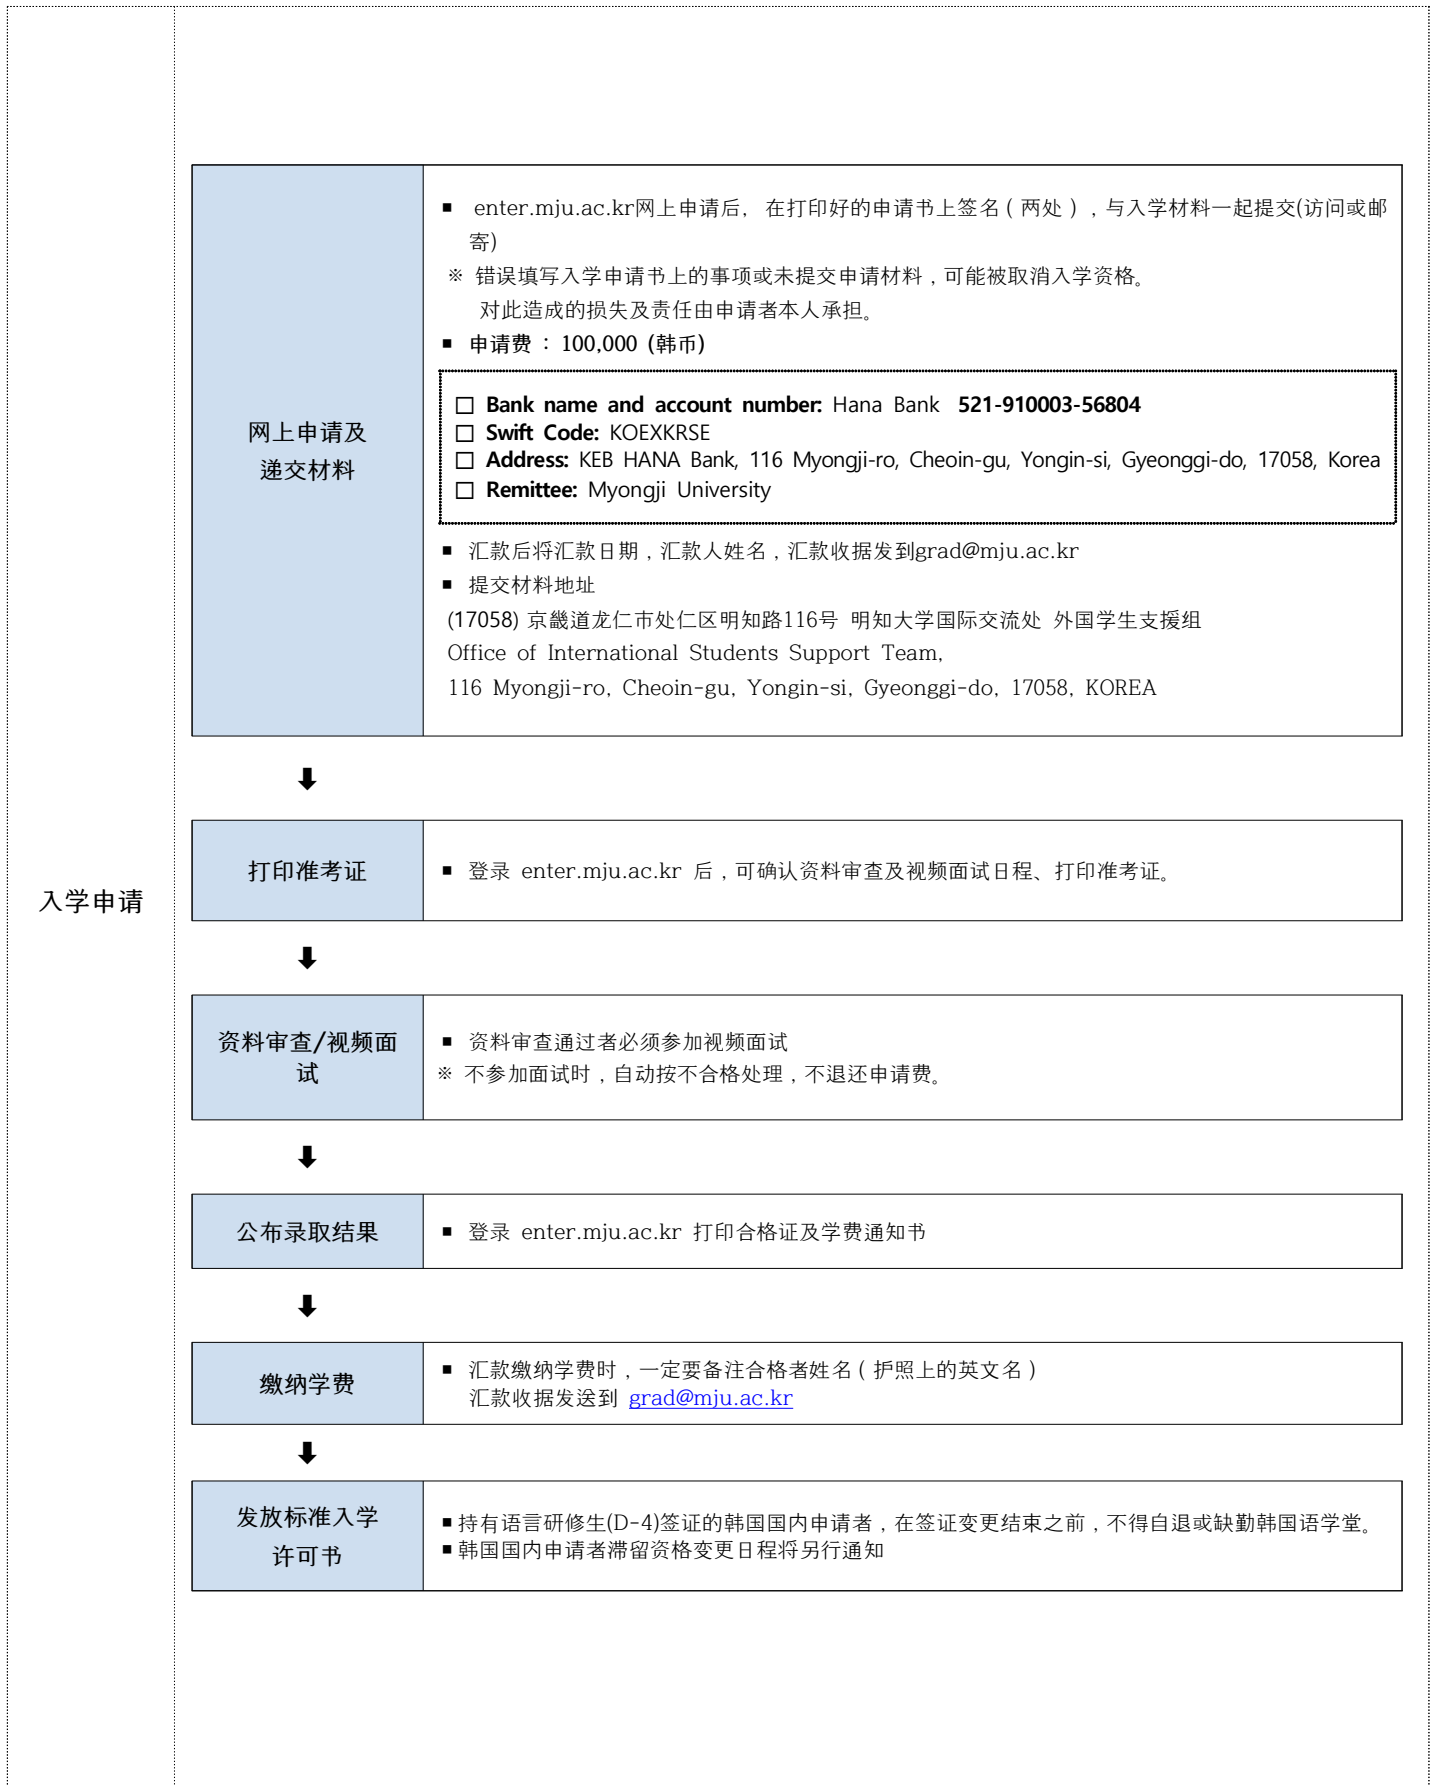 入学申请
网上申请及
递交材料
■ enter.mju.ac.kr网上申请后, 在打印好的申请书上签名 ( 两处 ) , 与入学材料一起提交(访问或邮
寄)
※ 错误填写入学申请书上的事项或未提交申请材料 , 可能被取消入学资格。
对此造成的损失及责任由申请者本人承担。
■ 申请费 : 100,000 (韩币)
□ Bank name and account number: Hana Bank 521-910003-56804
□ Swift Code: KOEXKRSE
□ Address: KEB HANA Bank, 116 Myongji-ro, Cheoin-gu, Yongin-si, Gyeonggi-do, 17058, Korea
□ Remittee: Myongji University
■ 汇款后将汇款日期 , 汇款人姓名 , 汇款收据发到grad@mju.ac.kr
■ 提交材料地址
(17058) 京畿道龙仁市处仁区明知路116号 明知大学国际交流处 外国学生支援组
Office of International Students Support Team,
116 Myongji-ro, Cheoin-gu, Yongin-si, Gyeonggi-do, 17058, KOREA
⬇
打印准考证
■ 登录 enter.mju.ac.kr 后 , 可确认资料审查及视频面试日程、打印准考证。
⬇
资料审查/视频面
试
■ 资料审查通过者必须参加视频面试
※ 不参加面试时 , 自动按不合格处理 , 不退还申请费。
⬇
公布录取结果
■ 登录 enter.mju.ac.kr 打印合格证及学费通知书
⬇
缴纳学费
■ 汇款缴纳学费时 , 一定要备注合格者姓名 ( 护照上的英文名 )
汇款收据发送到 grad@mju.ac.kr
⬇
发放标准入学
许可书
■ 持有语言研修生(D-4)签证的韩国国内申请者 , 在签证变更结束之前 , 不得自退或缺勤韩国语学堂。
■ 韩国国内申请者滞留资格变更日程将另行通知